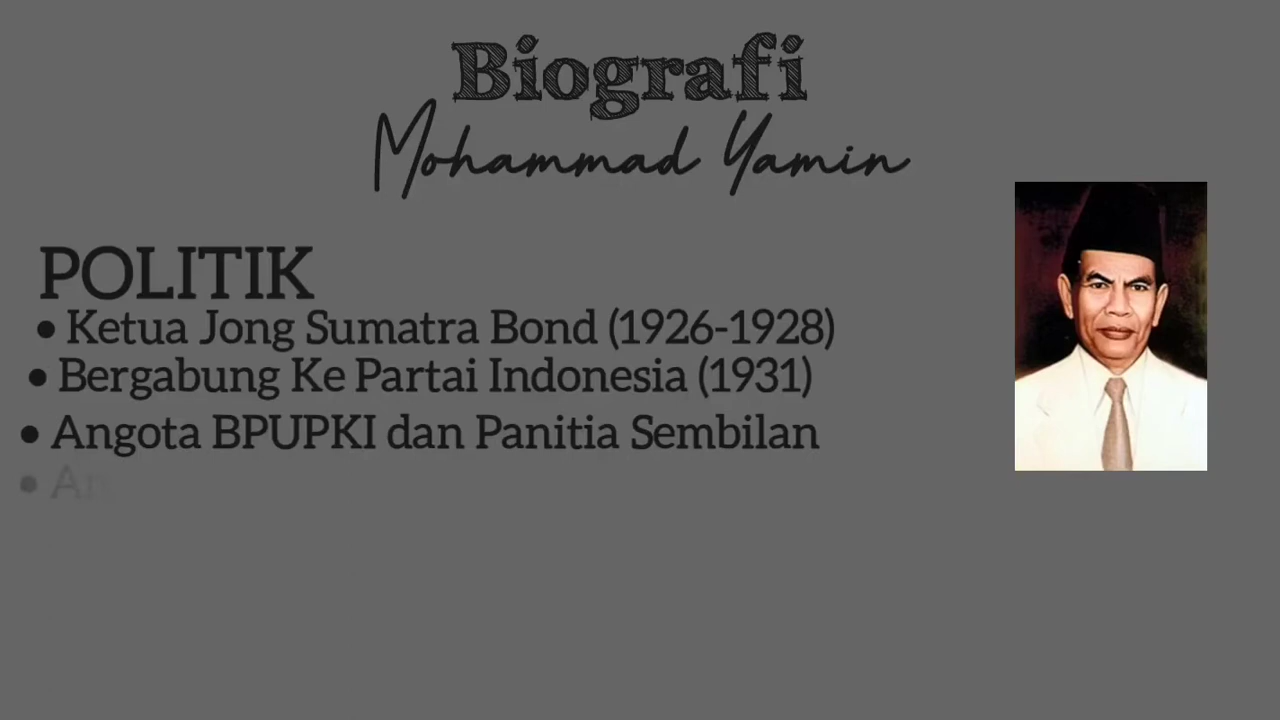 Biografi
Mohammad Yamin
POLITIK
• Ketua Jong Sumatra Bond (1926-1928)
• Bergabung Ke Partai Indonesia (1931)
• Angota BPUPKI dan Panitia Sembilan